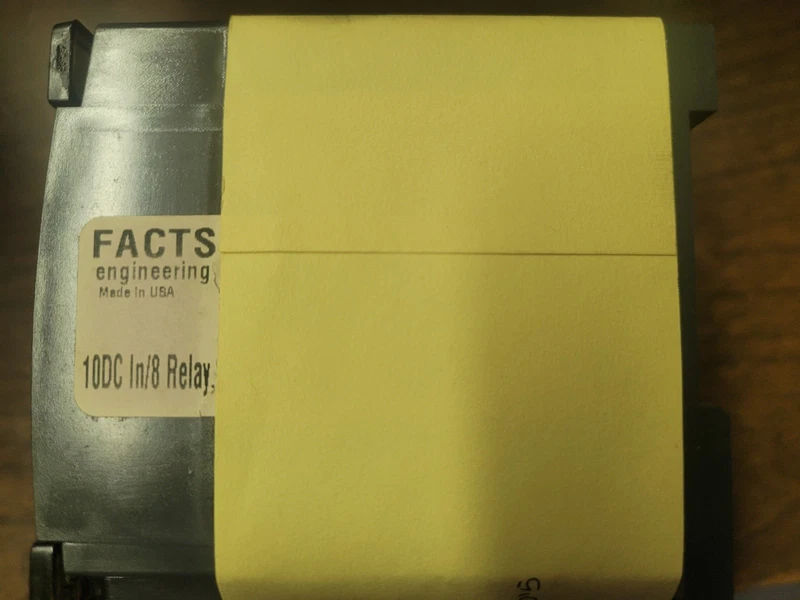 FACTS
engineering
Made in USA
10DC In/8 Relay,